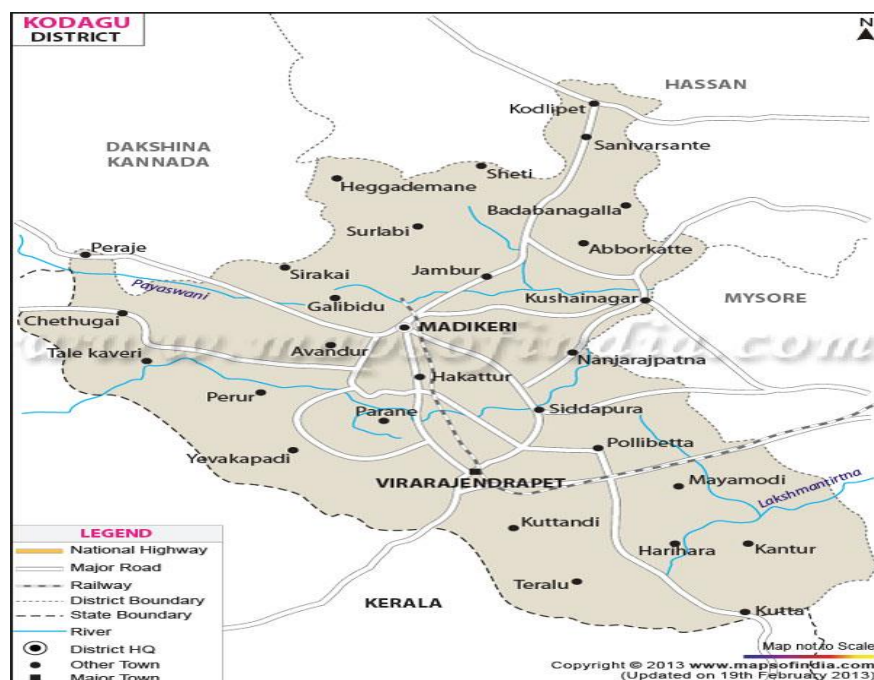 KODAGU
DISTRICT
N
HASSAN
Kodlipet
Sanivarsante
DAKSHINA
KANNADA
Sheti
Heggademane
Badabanagalla
Surlabi
Abborkatte
Peraje
Sirakai
Jambur
Payaswani
Galibidu
Kushainagar
MYSORE
Chethugai
MADIKERI
www.mapsofindia.com
Avandur
Tale kaveri
Nanjarajpatna
Hakattur
Perur
Parane
Siddapura
Yevakapadi
Pollibetta
VIRARAJENDRAPET
Mayamodi
Lakshmantirtna
Kuttandi
Harihara
Kantur
Teralu
KERALA
Kutta
LEGEND
National Highway
Major Road
Railway
District Boundary
State Boundary
River
District HQ
Other Town
Major Town
Map not to Scale
Copyright © 2013 www.mapsofindia.com
(Updated on 19th February 2013)